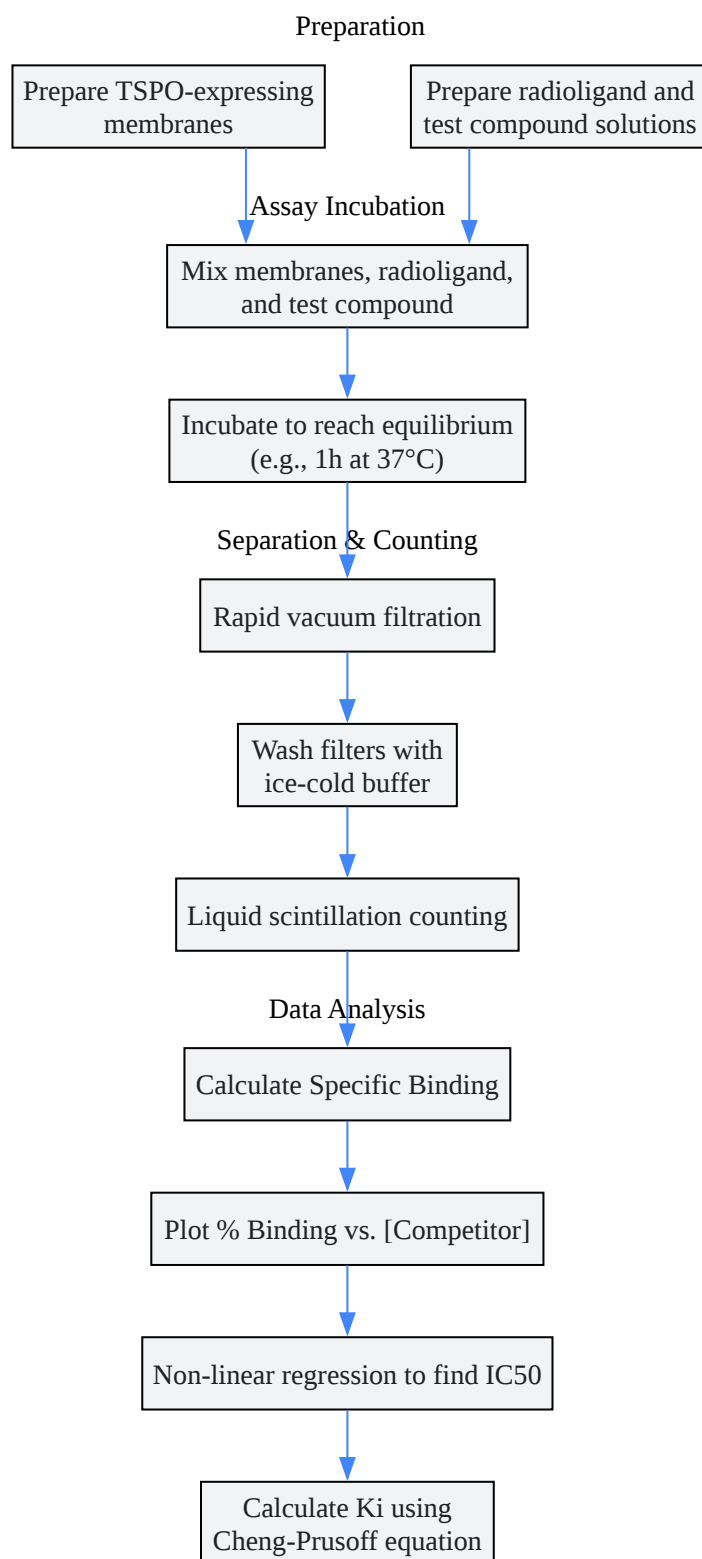 Preparation
Prepare TSPO-expressing
membranes
Prepare radioligand and
test compound solutions
Assay Incubation
Mix membranes, radioligand,
and test compound
Incubate to reach equilibrium
(e.g., 1h at 37°C)
Separation & Counting
Rapid vacuum filtration
Wash filters with
ice-cold buffer
Liquid scintillation counting
Data Analysis
Calculate Specific Binding
Plot % Binding vs. [Competitor]
Non-linear regression to find IC50
Calculate Ki using
Cheng-Prusoff equation